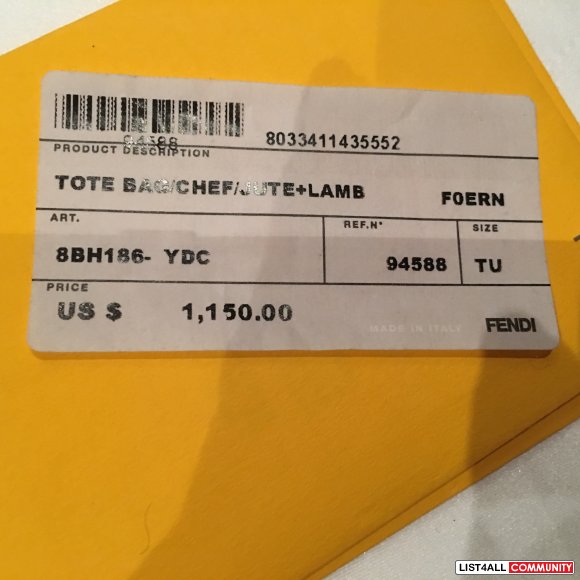 8033411435552
PRODUCT DESCRIPTION
TOTE BAG/CHEF/JUTE+LAMB F0ERN
ART. REF.N° SIZE
8BH186- YDC 94588 TU
PRICE
US $ 1,150.00
MADE IN ITALY FENDI
LIST4ALL COMMUNITY